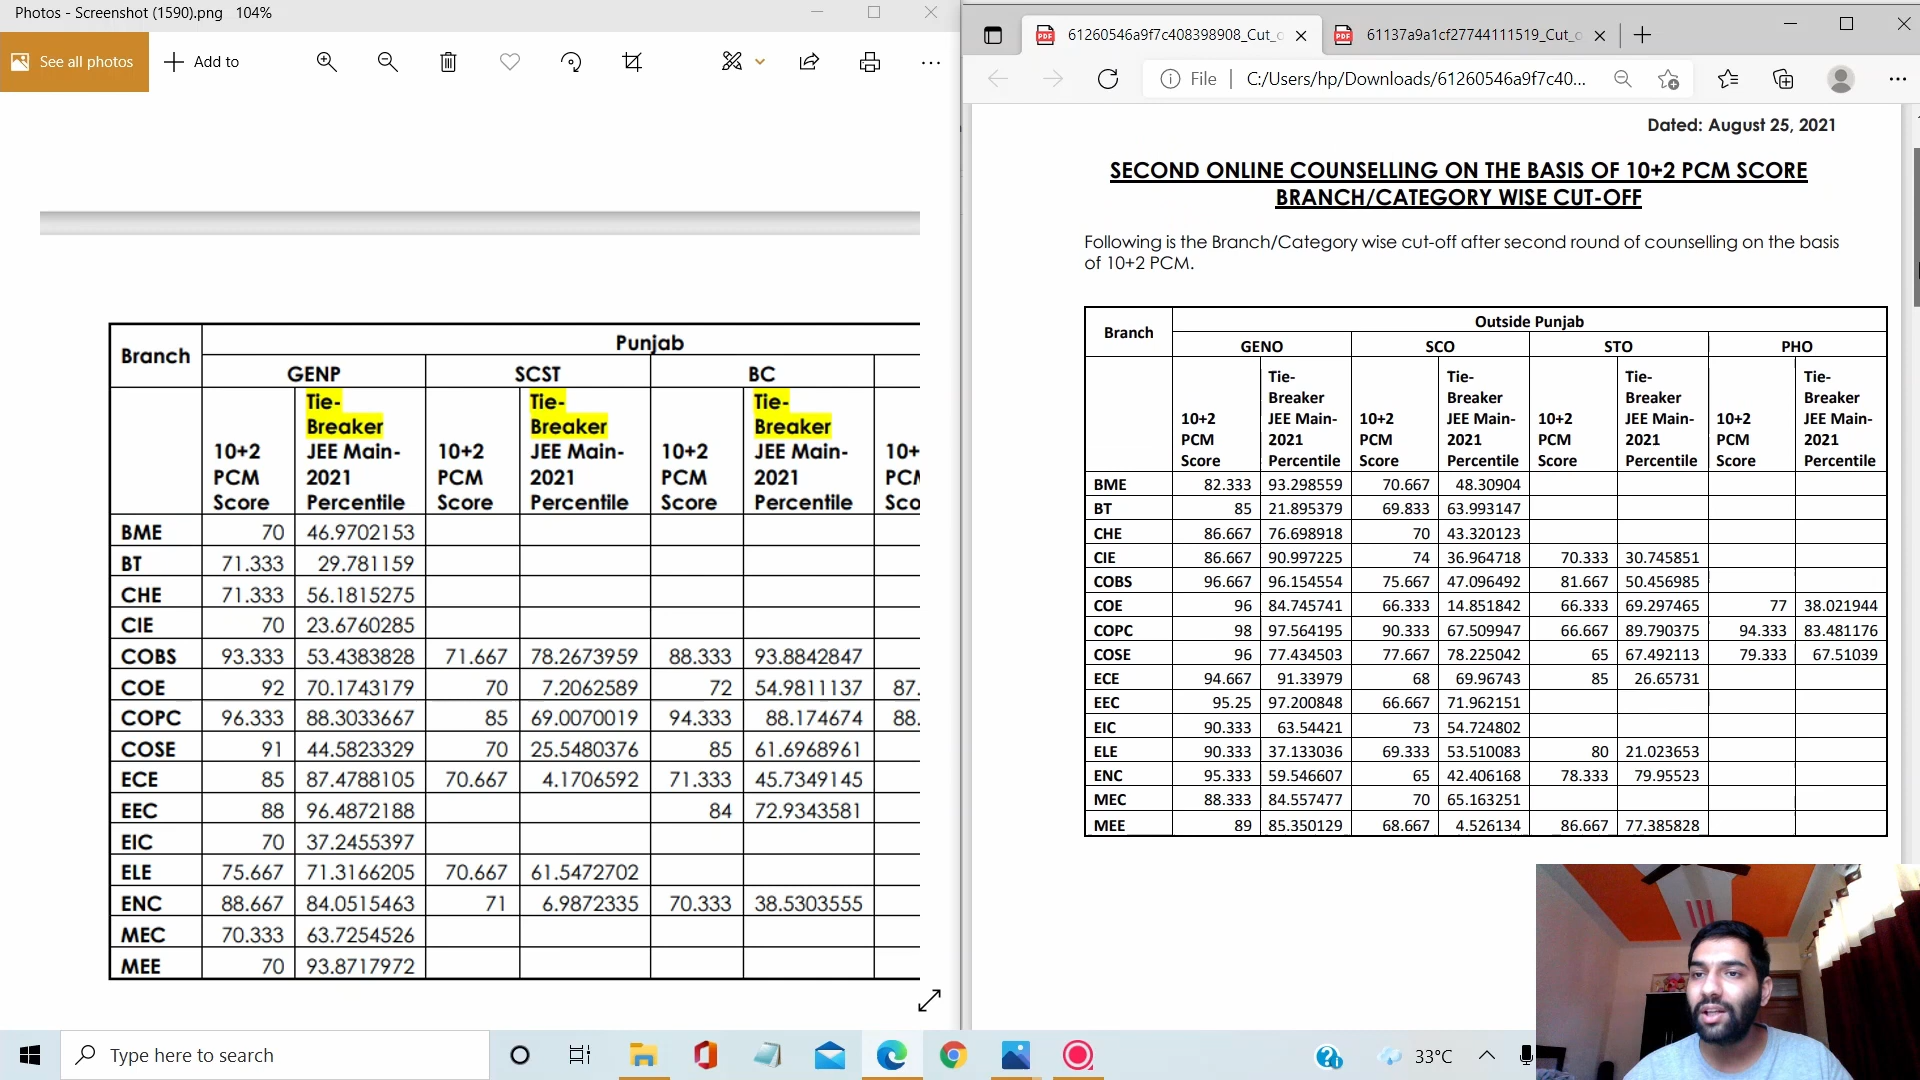 Photos - Screenshot (1590).png 104%
See all photos
Add to
Branch Punjab
GENP SCST BC
10+2 PCM Score Tie-Breaker JEE Main-2021 Percentile 10+2 PCM Score Tie-Breaker JEE Main-2021 Percentile 10+2 PCM Score Tie-Breaker JEE Main-2021 Percentile
BME 70 46.9702153
BT 71.333 29.781159
CHE 71.333 56.1815275
CIE 70 23.6760285
COBS 93.333 53.4383828 71.667 78.2673959 88.333 93.8842847
COE 92 70.1743179 70 7.2062589 72 54.9811137 87.
COPC 96.333 88.3033667 85 69.0070019 94.333 88.174674 88.
COSE 91 44.5823329 70 25.5480376 85 61.6968961
ECE 85 87.4788105 70.667 4.1706592 71.333 45.7349145
EEC 88 96.4872188 84 72.9343581
EIC 70 37.2455397
ELE 75.667 71.3166205 70.667 61.5472702
ENC 88.667 84.0515463 71 6.9872335 70.333 38.5303555
MEC 70.333 63.7254526
MEE 70 93.8717972
61260546a9f7c408398908_Cut_o 61137a9a1cf27744111519_Cut_o
File C:/Users/hp/Downloads/61260546a9f7c40...
Dated: August 25, 2021
SECOND ONLINE COUNSELLING ON THE BASIS OF 10+2 PCM SCORE
BRANCH/CATEGORY WISE CUT-OFF
Following is the Branch/Category wise cut-off after second round of counselling on the basis
of 10+2 PCM.
Branch Outside Punjab
GENO SCO STO PHO
10+2 PCM Score Tie-Breaker JEE Main-2021 Percentile 10+2 PCM Score Tie-Breaker JEE Main-2021 Percentile 10+2 PCM Score Tie-Breaker JEE Main-2021 Percentile 10+2 PCM Score Tie-Breaker JEE Main-2021 Percentile
BME 82.333 93.298559 70.667 48.30904
BT 85 21.895379 69.833 63.993147
CHE 86.667 76.698918 70 43.320123
CIE 86.667 90.997225 74 36.964718 70.333 30.745851
COBS 96.667 96.154554 75.667 47.096492 81.667 50.456985
COE 96 84.745741 66.333 14.851842 66.333 69.297465 77 38.021944
COPC 98 97.564195 90.333 67.509947 66.667 89.790375 94.333 83.481176
COSE 96 77.434503 77.667 78.225042 65 67.492113 79.333 67.51039
ECE 94.667 91.33979 68 69.96743 85 26.65731
EEC 95.25 97.200848 66.667 71.962151
EIC 90.333 63.54421 73 54.724802
ELE 90.333 37.133036 69.333 53.510083 80 21.023653
ENC 95.333 59.546607 65 42.406168 78.333 79.95523
MEC 88.333 84.557477 70 65.163251
MEE 89 85.350129 68.667 4.526134 86.667 77.385828
Type here to search
33°C